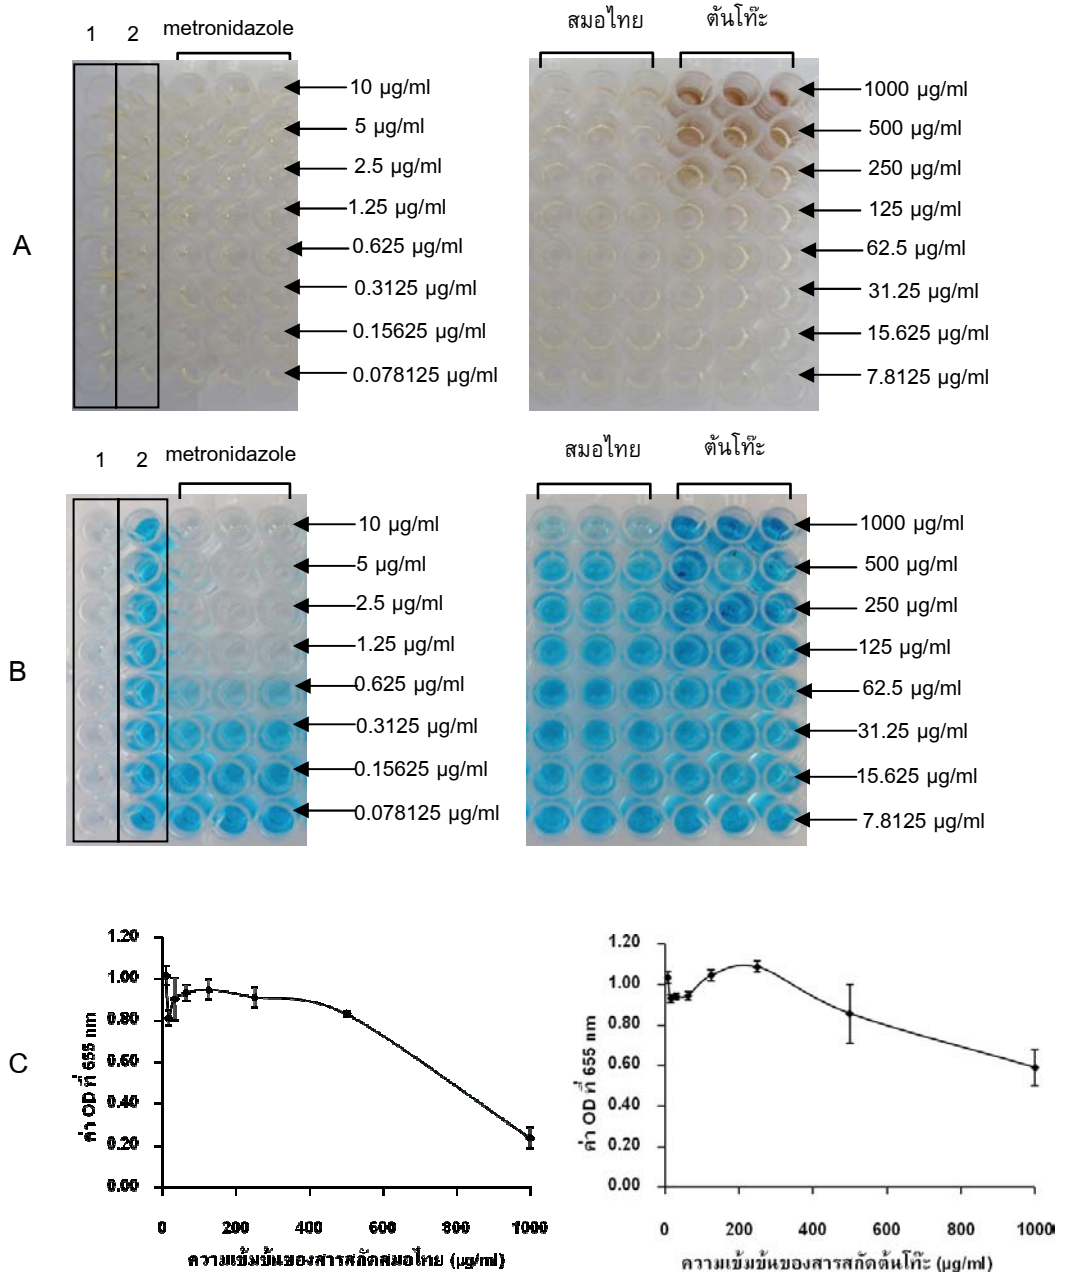 1 2 metronidazole
สมอไทย ต้นโท๊ะ
10 µg/ml
5 µg/ml
2.5 µg/ml
1.25 µg/ml
0.625 µg/ml
0.3125 µg/ml
0.15625 µg/ml
0.078125 µg/ml
1000 µg/ml
500 µg/ml
250 µg/ml
125 µg/ml
62.5 µg/ml
31.25 µg/ml
15.625 µg/ml
7.8125 µg/ml
A
1 2 metronidazole
สมอไทย ต้นโท๊ะ
10 µg/ml
5 µg/ml
2.5 µg/ml
1.25 µg/ml
0.625 µg/ml
0.3125 µg/ml
0.15625 µg/ml
0.078125 µg/ml
1000 µg/ml
500 µg/ml
250 µg/ml
125 µg/ml
62.5 µg/ml
31.25 µg/ml
15.625 µg/ml
7.8125 µg/ml
B
C
ค่า OD ที่ 655 nm
1.20
1.00
0.80
0.60
0.40
0.20
0.00
0 200 400 600 800 1000
ความเข้มข้นของสารสกัดสมอไทย (µg/ml)
ค่า OD ที่ 655 nm
1.20
1.00
0.80
0.60
0.40
0.20
0.00
0 200 400 600 800 1000
ความเข้มข้นของสารสกัดต้นโท๊ะ (µg/ml)